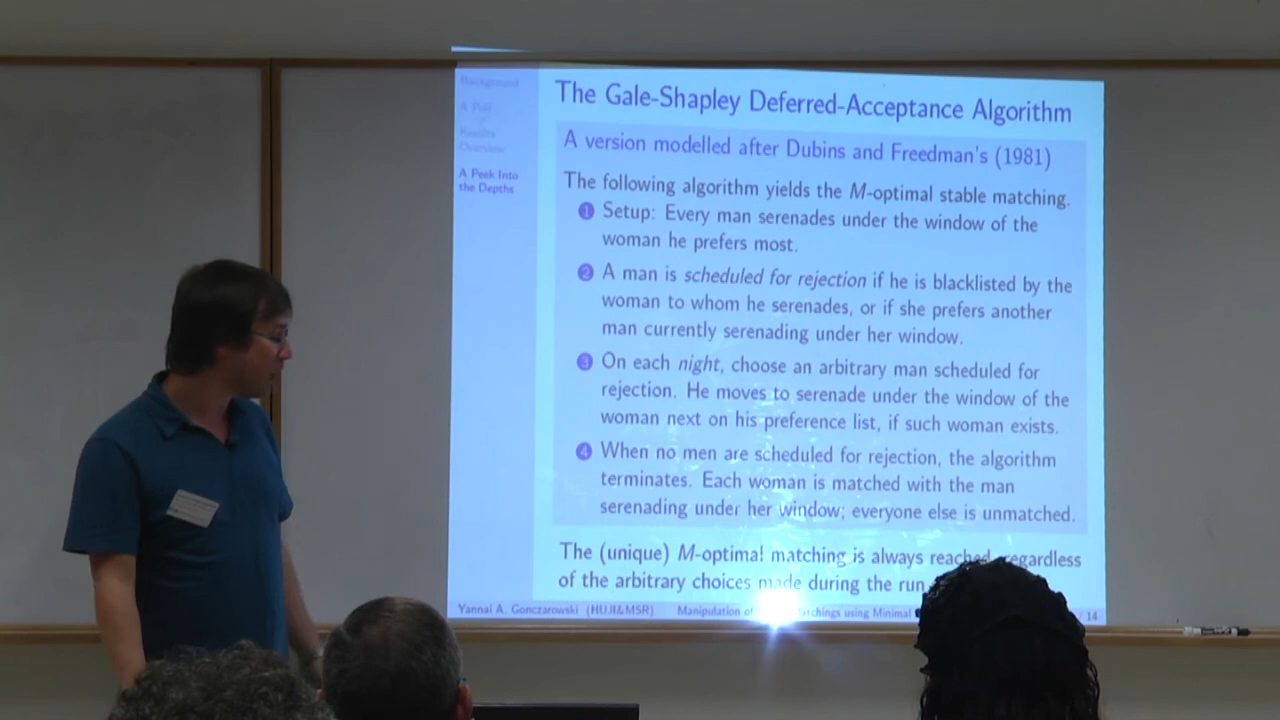 Background
A Peek Into
the Depths
The Gale-Shapley Deferred-Acceptance Algorithm
A version modelled after Dubins and Freedman's (1981)
The following algorithm yields the M-optimal stable matching.
1 Setup: Every man serenades under the window of the
woman he prefers most.
2 A man is scheduled for rejection if he is blacklisted by the
woman to whom he serenades, or if she prefers another
man currently serenading under her window.
3 On each night, choose an arbitrary man scheduled for
rejection. He moves to serenade under the window of the
woman next on his preference list, if such woman exists.
4 When no men are scheduled for rejection, the algorithm
terminates. Each woman is matched with the man
serenading under her window; everyone else is unmatched.
The (unique) M-optimal matching is always reached, regardless
of the arbitrary choices made during the run
Yannai A. Gonczarowski (HUJI&MSR) Manipulation of using Minimal 14